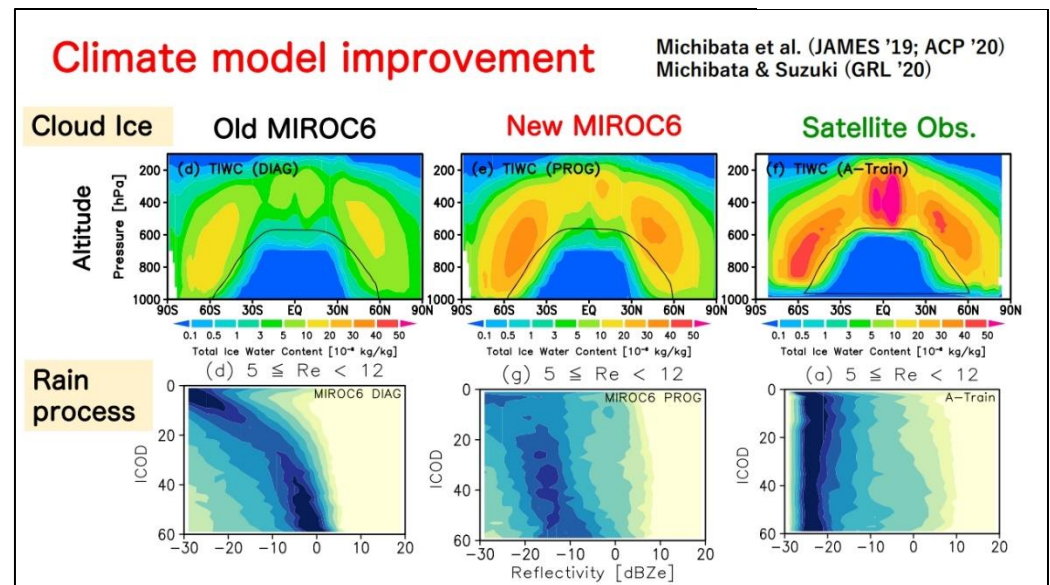 Climate model improvement
Michibata et al. (JAMES '19; ACP '20)
Michibata & Suzuki (GRL '20)
Cloud Ice
Old MIROC6
New MIROC6
Satellite Obs.
Altitude
Pressure [hPa]
(d) TIWC (DIAG)
200
400
600
800
1000
90S 60S 30S EQ 30N 60N 90N
0.1 0.5 1 3 5 10 20 30 40 50
Total Ice Water Content [10⁻⁶ kg/kg]
(e) TIWC (PROG)
200
400
600
800
1000
90S 60S 30S EQ 30N 60N 90N
0.1 0.5 1 3 5 10 20 30 40 50
Total Ice Water Content [10⁻⁶ kg/kg]
(f) TIWC (A-Train)
200
400
600
800
1000
90S 60S 30S EQ 30N 60N 90N
0.1 0.5 1 3 5 10 20 30 40 50
Total Ice Water Content [10⁻⁶ kg/kg]
Rain
process
(d) 5 ≦ Re < 12
MIROC6 DIAG
ICOD
0
20
40
60
-30 -20 -10 0 10 20
(g) 5 ≦ Re < 12
MIROC6 PROG
ICOD
0
20
40
60
-30 -20 -10 0 10 20
Reflectivity [dBZe]
(a) 5 ≦ Re < 12
A-Train
ICOD
0
20
40
60
-30 -20 -10 0 10 20